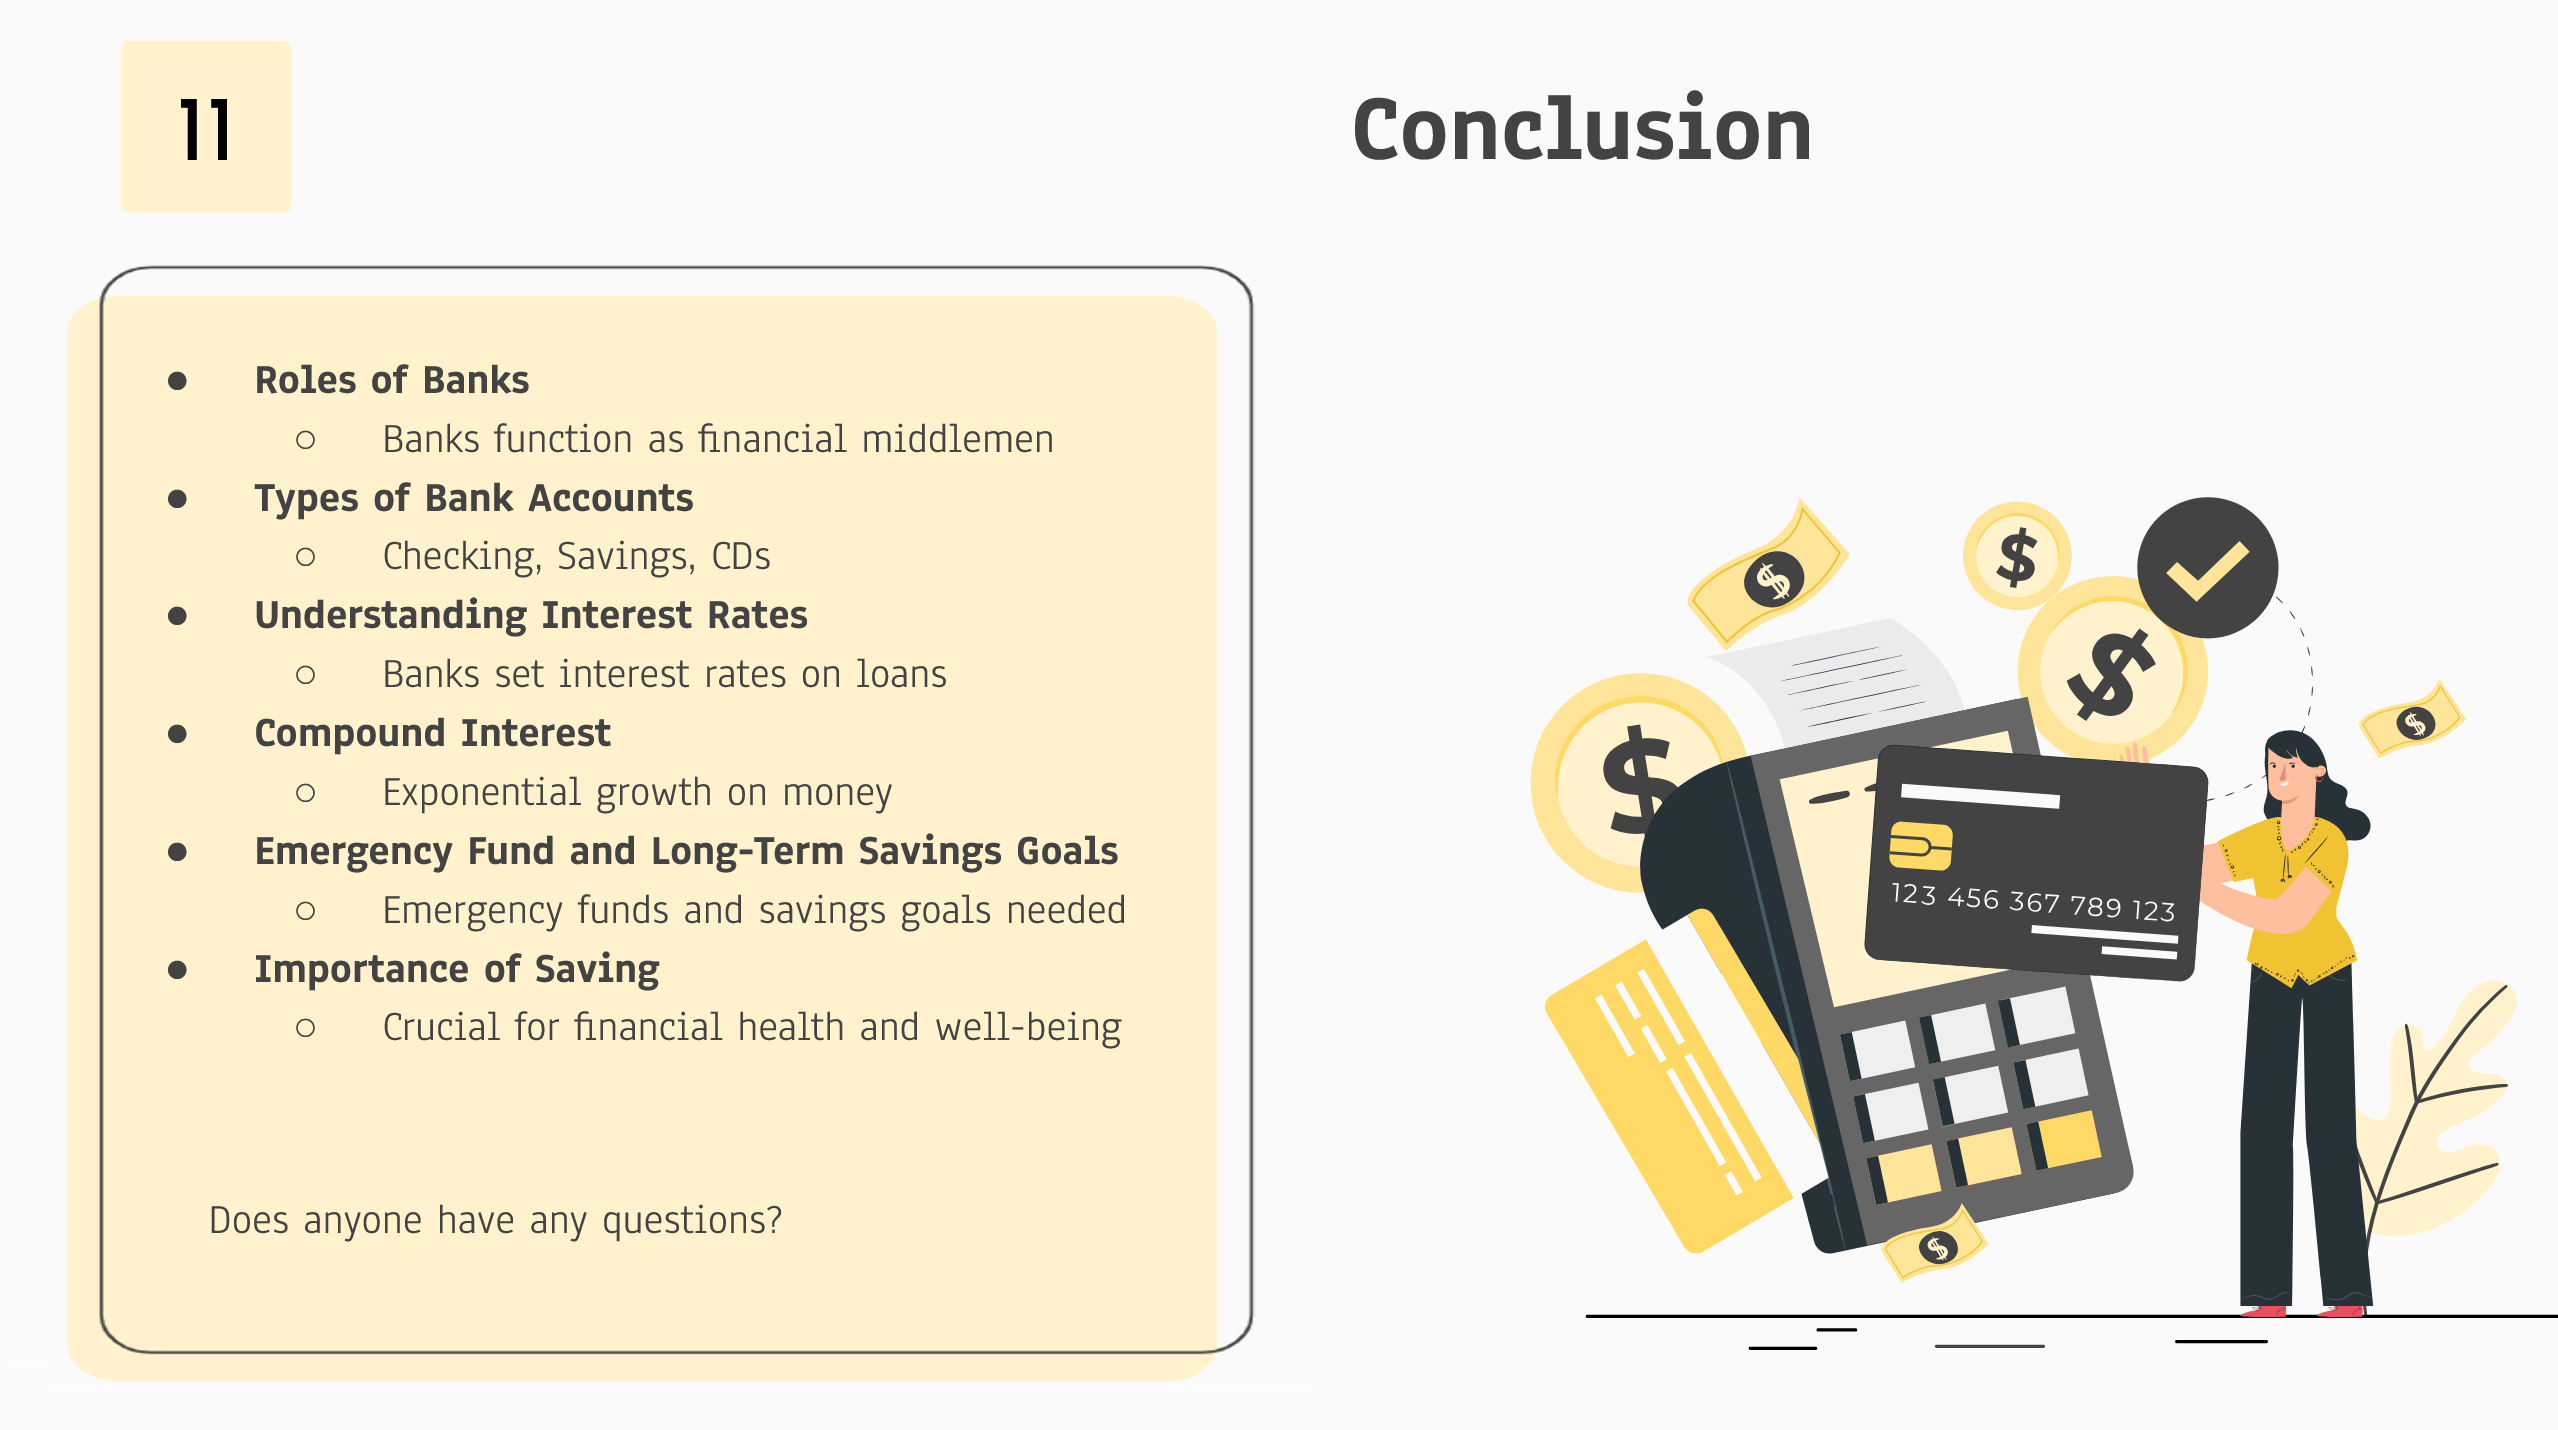 11
Conclusion
● Roles of Banks
○ Banks function as financial middlemen
● Types of Bank Accounts
○ Checking, Savings, CDs
● Understanding Interest Rates
○ Banks set interest rates on loans
● Compound Interest
○ Exponential growth on money
● Emergency Fund and Long-Term Savings Goals
○ Emergency funds and savings goals needed
● Importance of Saving
○ Crucial for financial health and well-being
Does anyone have any questions?
$
$
$
$
$
123 456 367 789 123
$
$